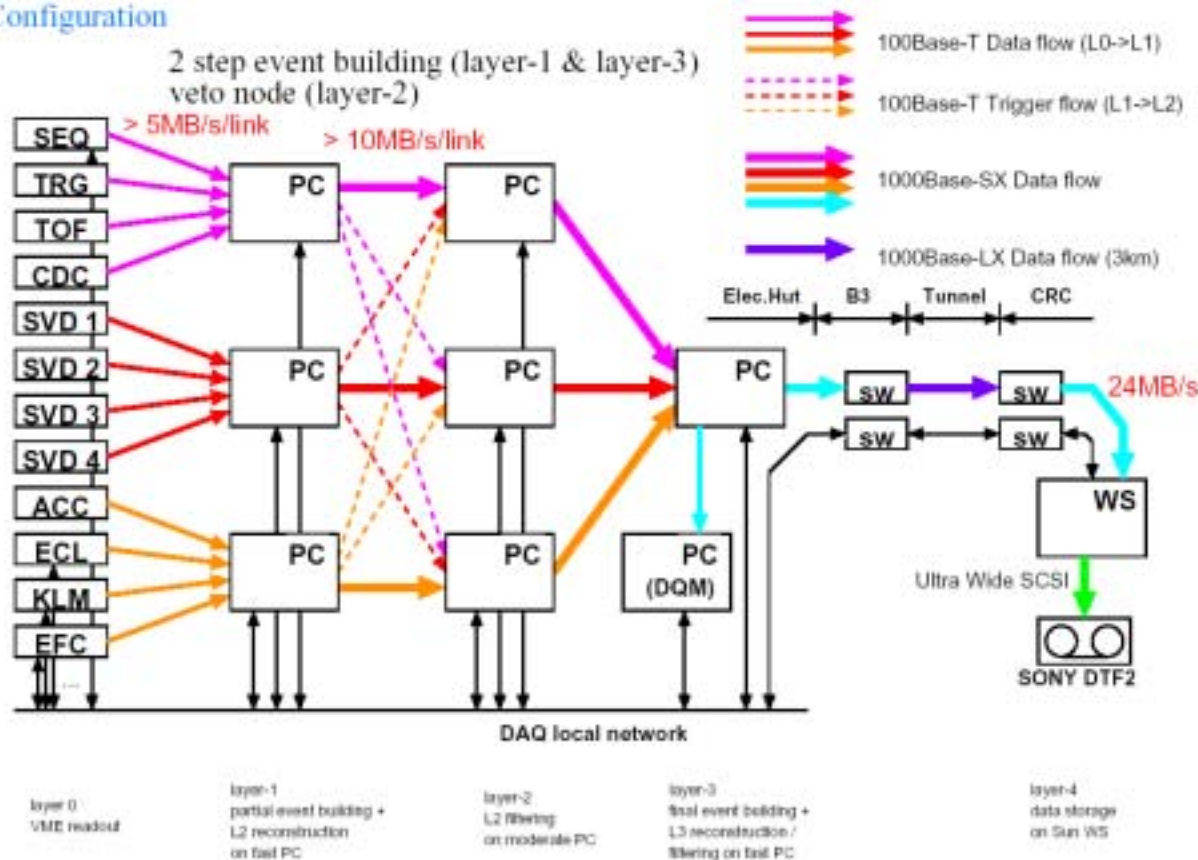 Configuration
2 step event building (layer-1 & layer-3)
veto node (layer-2)
100Base-T Data flow (L0->L1)
100Base-T Trigger flow (L1->L2)
1000Base-SX Data flow
1000Base-LX Data flow (3km)
> 5MB/s/link
> 10MB/s/link
SEQ
TRG
TOF
CDC
SVD 1
SVD 2
SVD 3
SVD 4
ACC
ECL
KLM
EFC
...
PC
PC
PC
PC
PC
PC
Elec.Hut
B3
Tunnel
CRC
PC
SW
SW
24MB/s
SW
SW
WS
PC
(DQM)
Ultra Wide SCSI
SONY DTF2
DAQ local network
layer 0
VME readout
layer-1
partial event building +
L2 reconstruction
on fast PC
layer-2
L2 filtering
on moderate PC
layer-3
final event building +
L3 reconstruction /
filtering on fast PC
layer-4
data storage
on Sun WS